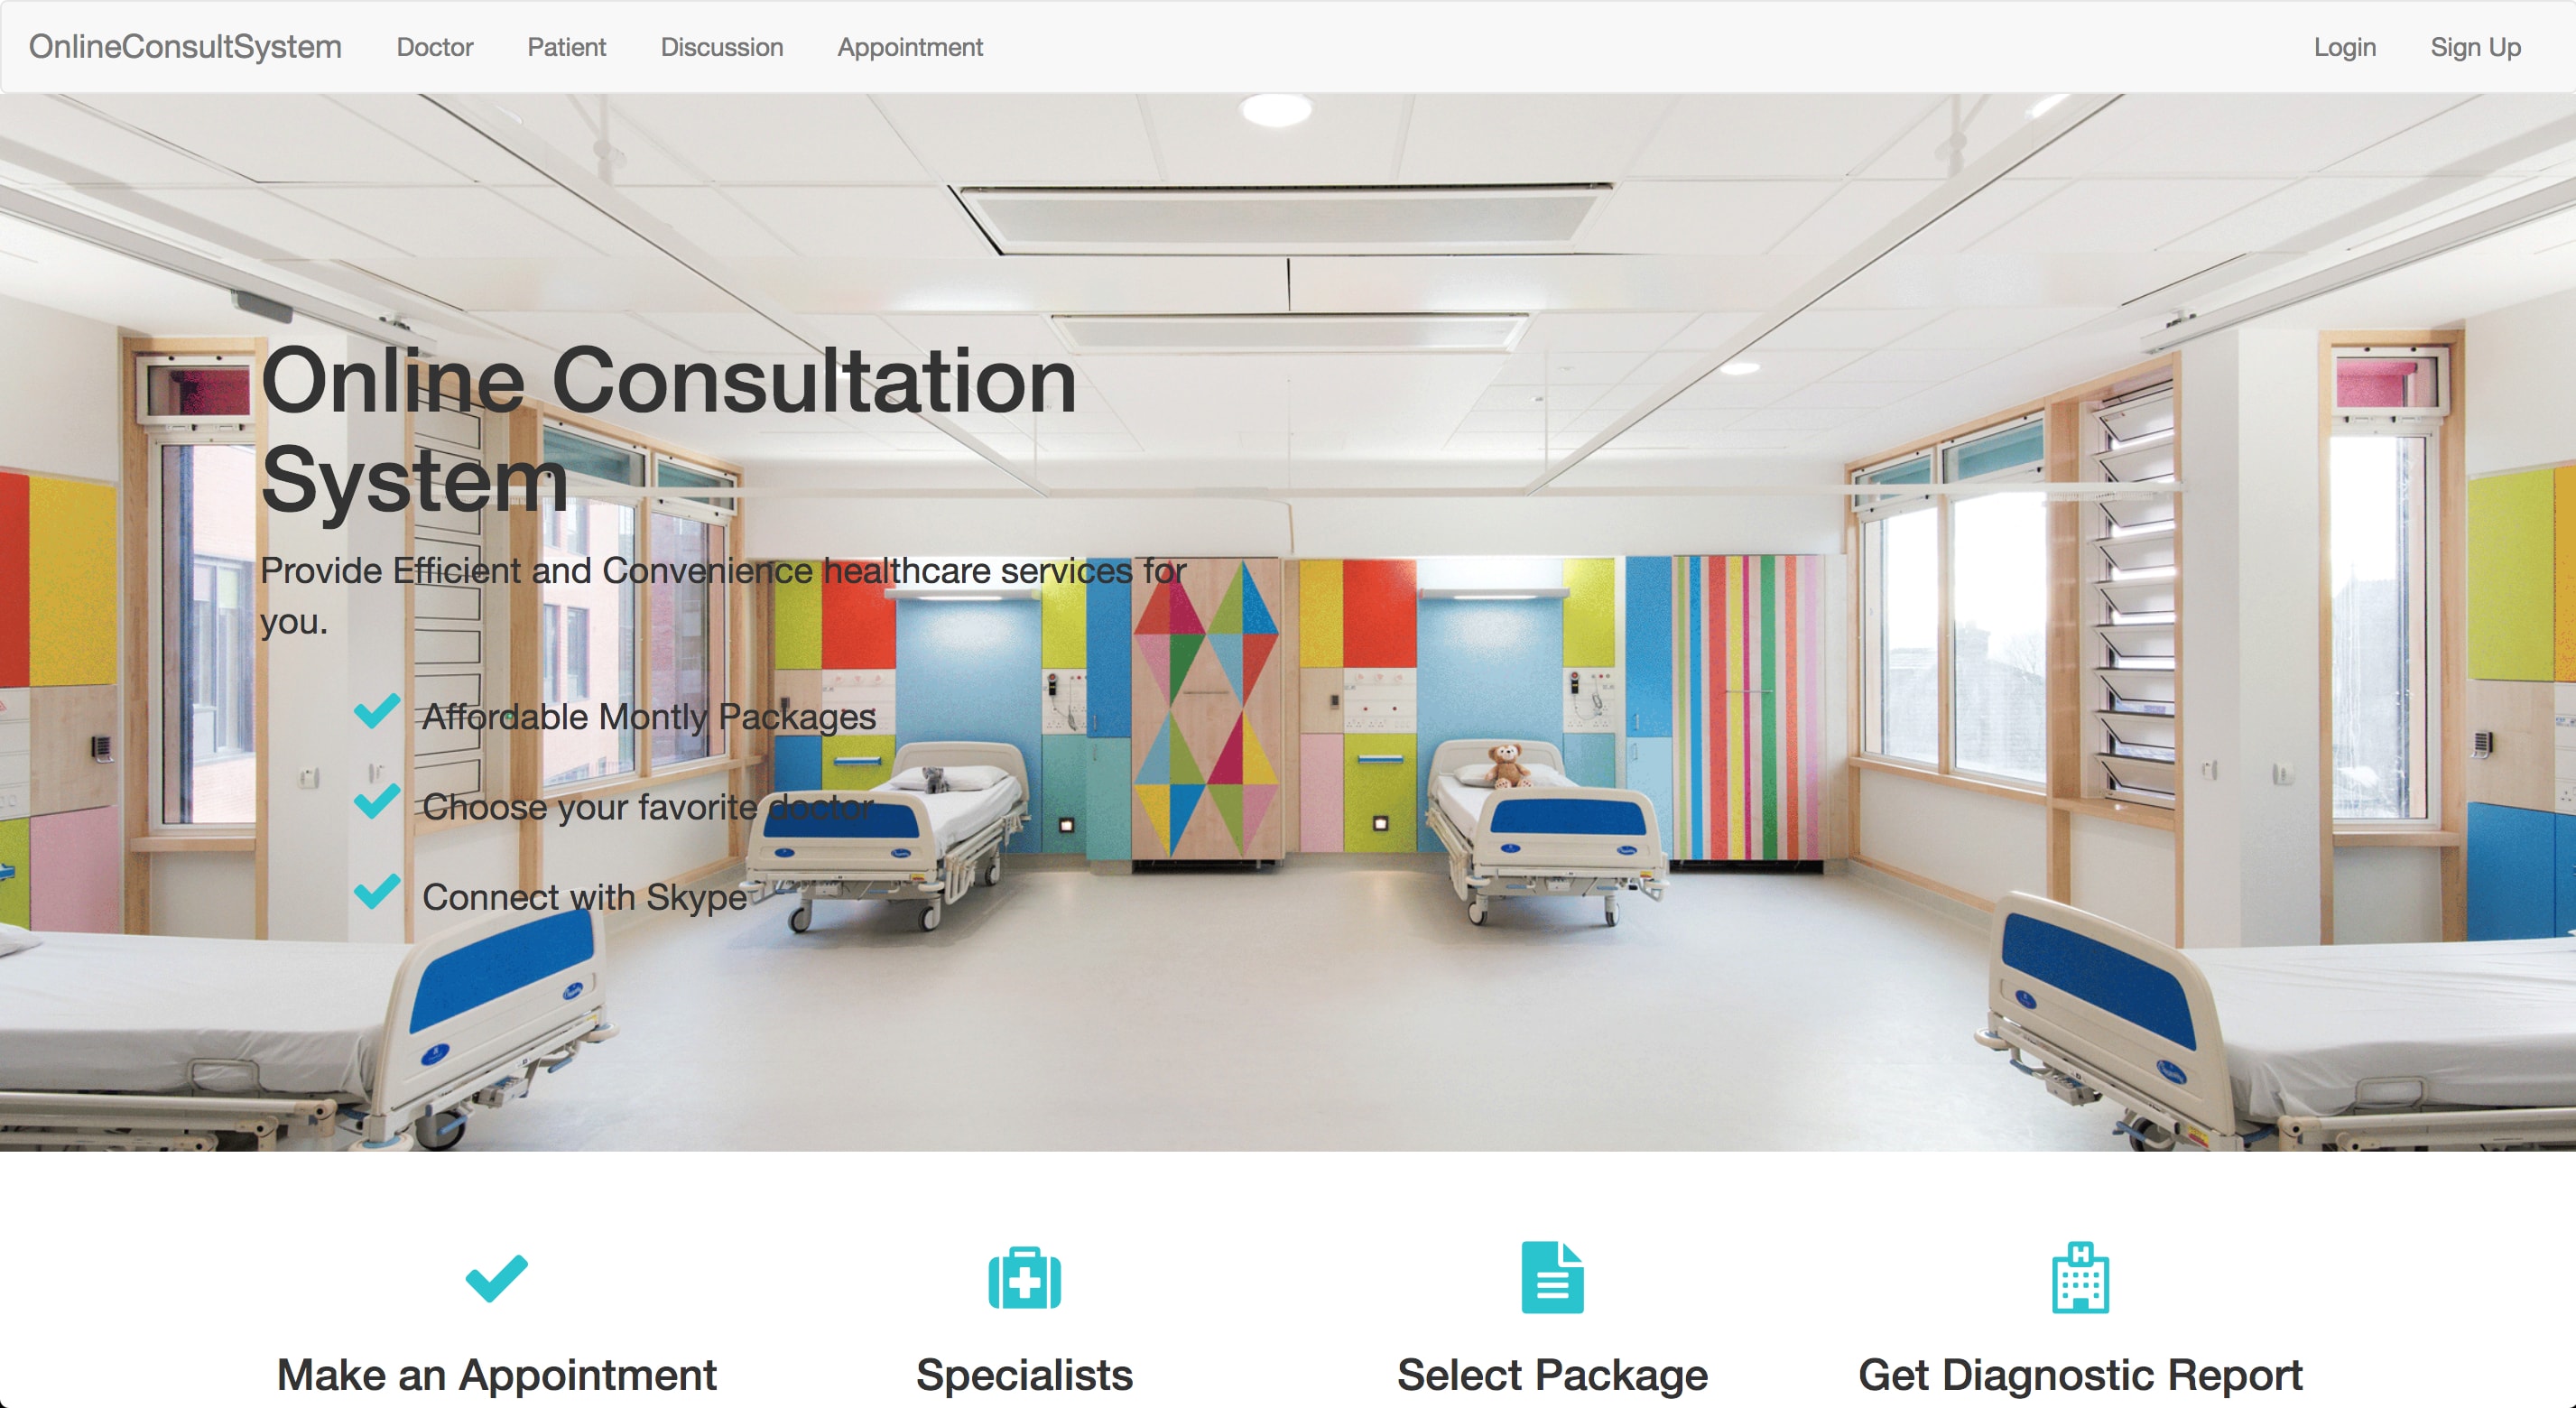 OnlineConsultSystem Doctor Patient Discussion Appointment Login Sign Up
Online Consultation
System
Provide Efficient and Convenience healthcare services for
you.
Affordable Montly Packages
Choose your favorite doctor
Connect with Skype
Make an Appointment Specialists Select Package Get Diagnostic Report